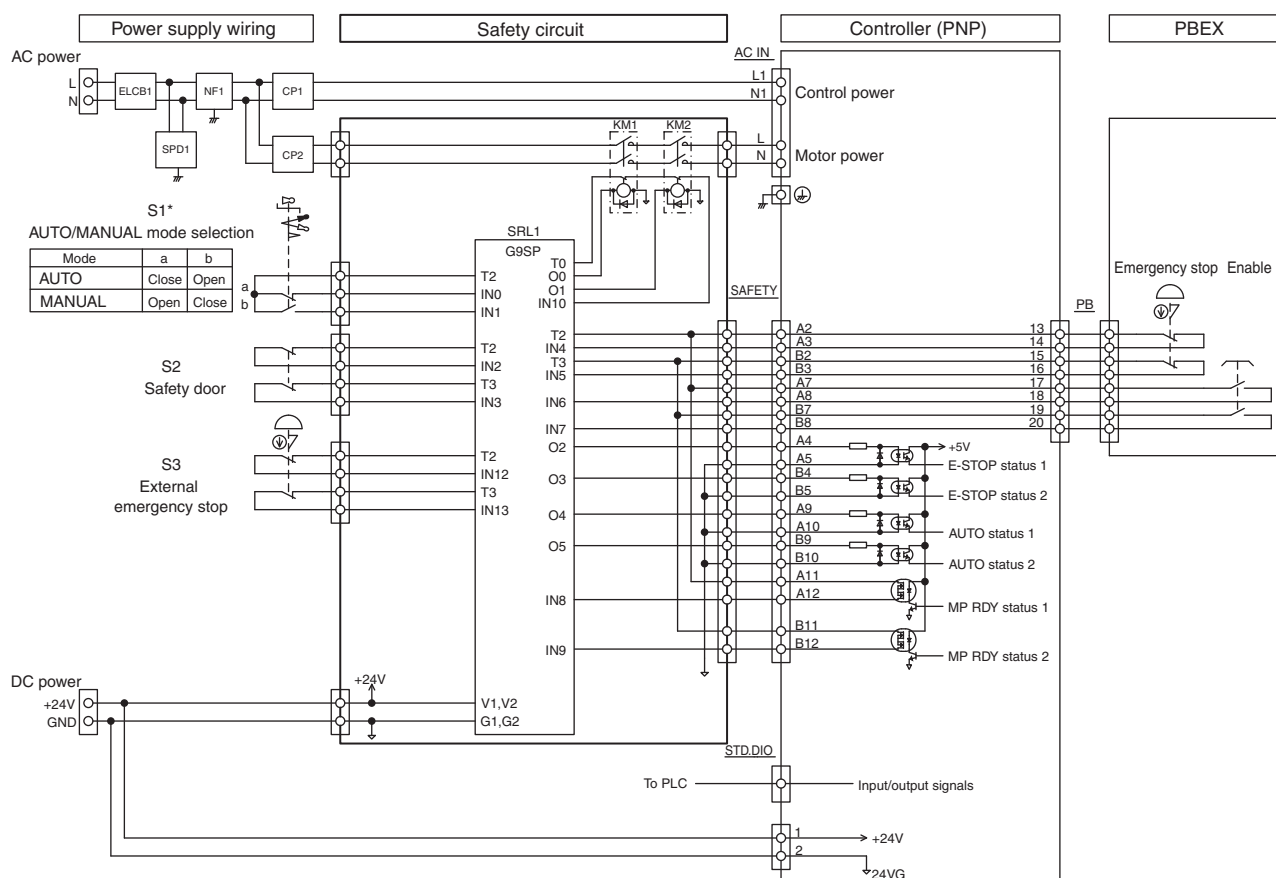 Power supply wiring
Safety circuit
Controller (PNP)
PBEX
AC power
L
N
ELCB1
NF1
CP1
SPD1
CP2
KM1
KM2
AC IN
L1
N1
Control power
L
N
Motor power
S1*
AUTO/MANUAL mode selection
Mode a b
AUTO Close Open
MANUAL Open Close
a
b
SRL1
G9SP
T2
IN0
IN1
T2
IN2
T3
IN3
T2
IN12
T3
IN13
S2
Safety door
S3
External
emergency stop
T0
O0
O1
IN10
T2
IN4
T3
IN5
IN6
IN7
O2
O3
O4
O5
IN8
IN9
SAFETY
A2
A3
B2
B3
A7
A8
B7
B8
A4
A5
B4
B5
A9
A10
B9
B10
A11
A12
B11
B12
13
14
15
16
17
18
19
20
PB
Emergency stop Enable
+5V
E-STOP status 1
E-STOP status 2
AUTO status 1
AUTO status 2
MP RDY status 1
MP RDY status 2
DC power
+24V
GND
+24V
V1,V2
G1,G2
STD.DIO
To PLC
Input/output signals
1
+24V
2
24VG